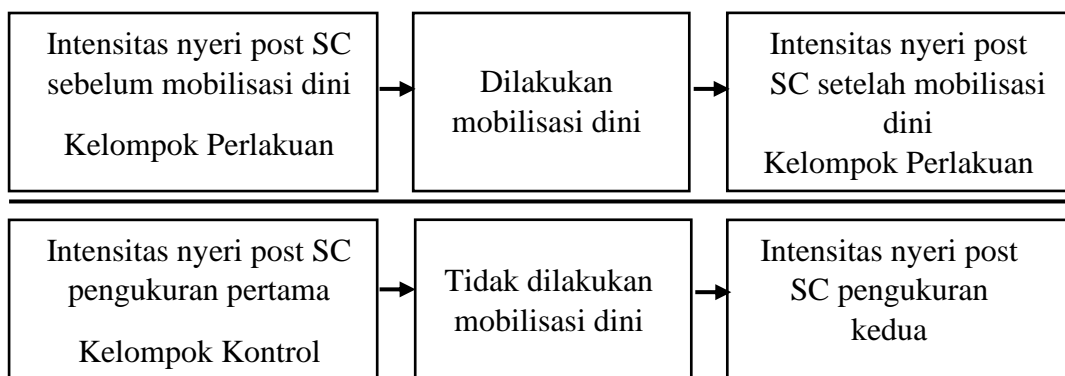 Intensitas nyeri post SC
sebelum mobilisasi dini
Kelompok Perlakuan
Dilakukan
mobilisasi dini
Intensitas nyeri post
SC setelah mobilisasi
dini
Kelompok Perlakuan
Intensitas nyeri post SC
pengukuran pertama
Kelompok Kontrol
Tidak dilakukan
mobilisasi dini
Intensitas nyeri post
SC pengukuran
kedua